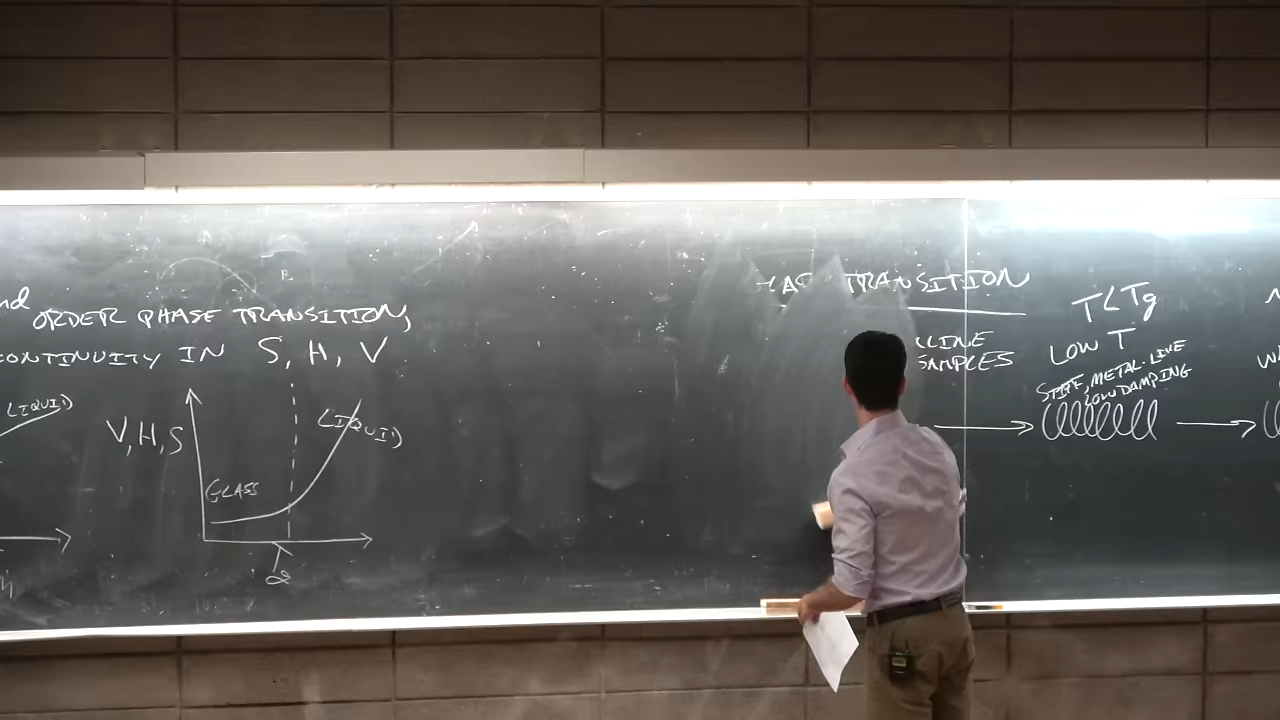 nd ORDER PHASE TRANSITION,
CONTINUITY IN S, H, V
LIQUID
V, H, S
LIQUID
GLASS
TRANSITION
LLINE
SAMPLES
T<Tg
LOW T
STIFF, METAL-LIKE
LOW DAMPING